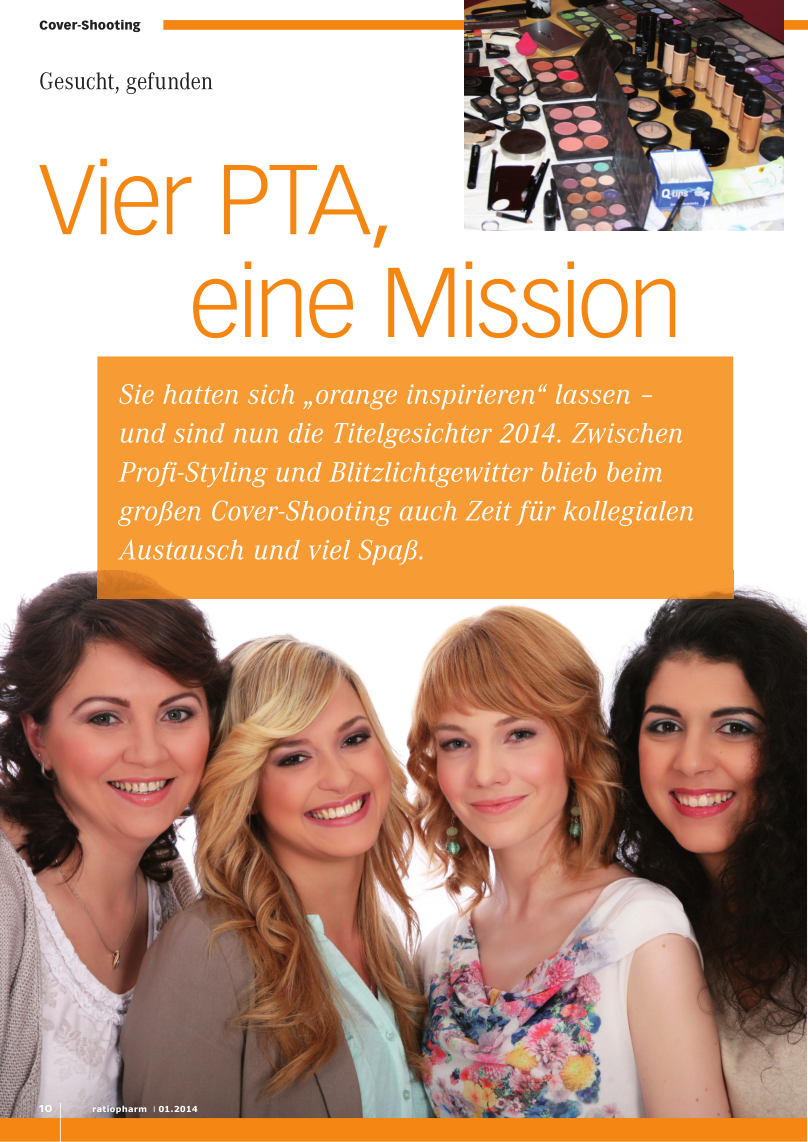 Cover-Shooting
Gesucht, gefunden
Vier PTA,
eine Mission
Sie hatten sich „orange inspirieren“ lassen –
und sind nun die Titelgesichter 2014. Zwischen
Profi-Styling und Blitzlichtgewitter blieb beim
großen Cover-Shooting auch Zeit für kollegialen
Austausch und viel Spaß.
Q-tips
10 ratiopharm | 01.2014